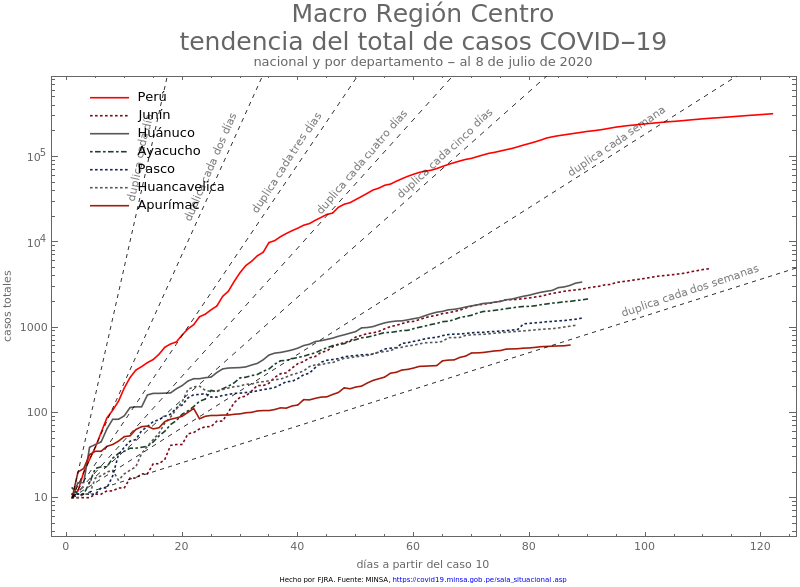 Macro Región Centro
tendencia del total de casos COVID−19
nacional y por departamento − al 8 de julio de 2020
Perú
Junín
Huánuco
Ayacucho
Pasco
Huancavelica
Apurímac
duplica cada día
duplica cada dos días
duplica cada tres días
duplica cada cuatro días
duplica cada cinco días
duplica cada semana
duplica cada dos semanas
casos totales
10⁵
10⁴
1000
100
10
0 20 40 60 80 100 120
días a partir del caso 10
Hecho por FJRA. Fuente: MINSA, https://covid19.minsa.gob.pe/sala_situacional.asp